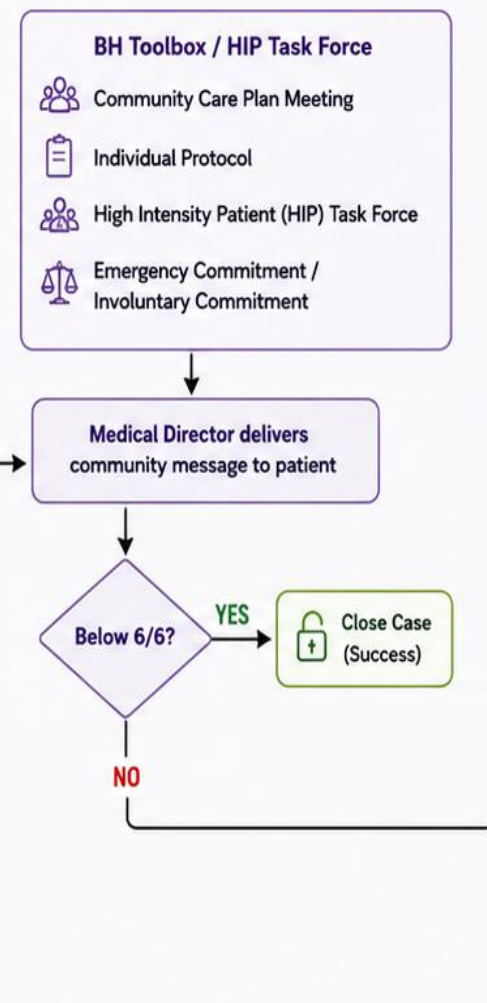 BH Toolbox / HIP Task Force
Community Care Plan Meeting
Individual Protocol
High Intensity Patient (HIP) Task Force
Emergency Commitment /
Involuntary Commitment
Medical Director delivers
community message to patient
Below 6/6?
YES
Close Case
(Success)
NO